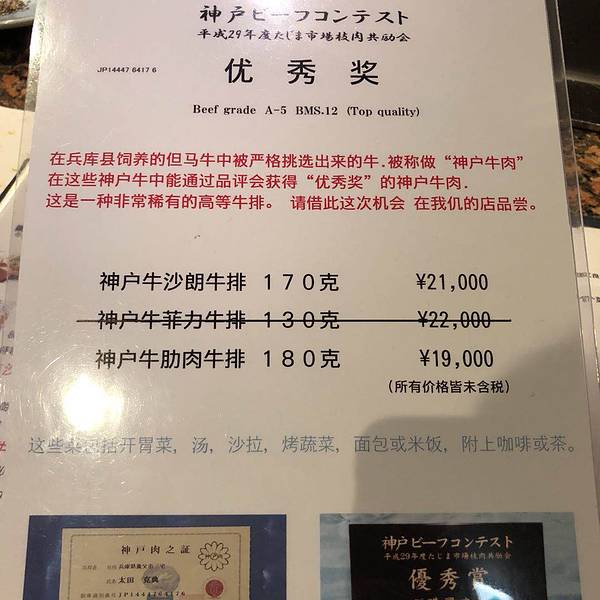 神戸ビーフコンテスト
平成29年度たじま市場枝肉共励会
JP14447 6417 6
优秀奖
Beef grade A-5 BMS.12 (Top quality)
在兵库县饲养的但马牛中被严格挑选出来的牛.被称做“神户牛肉”
在这些神户牛中能通过品评会获得“优秀奖”的神户牛肉.
这是一种非常稀有的高等牛排。 请借此这次机会 在我仉的店品尝。
神户牛沙朗牛排 170克 ¥21,000
神户牛菲力牛排 130克 ¥22,000
神户牛肋肉牛排 180克 ¥19,000
(所有价格皆未含税)
这些菜包括开胃菜, 汤, 沙拉, 烤蔬菜, 面包或米饭, 附上咖啡或茶。
神戸肉之証
太田
JP1444764176
神戸ビーフコンテスト
平成29年度たじま市場枝肉共励会
優秀賞